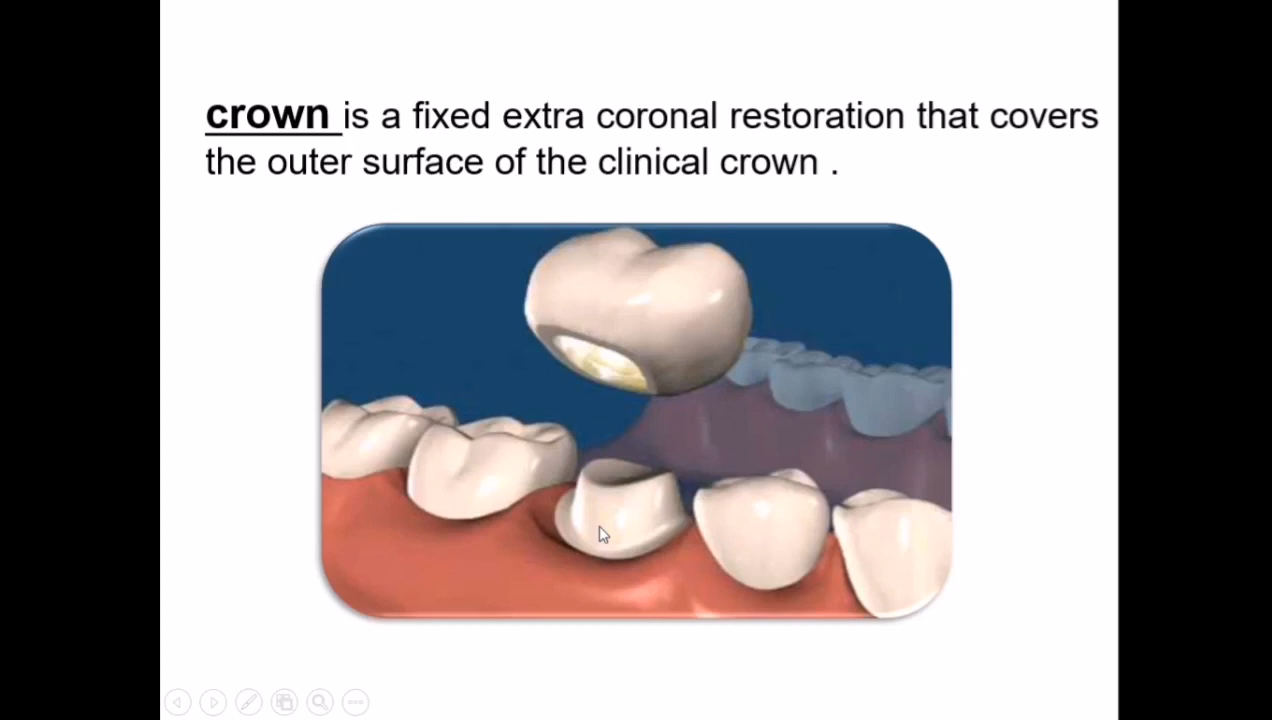 crown is a fixed extra coronal restoration that covers
the outer surface of the clinical crown .